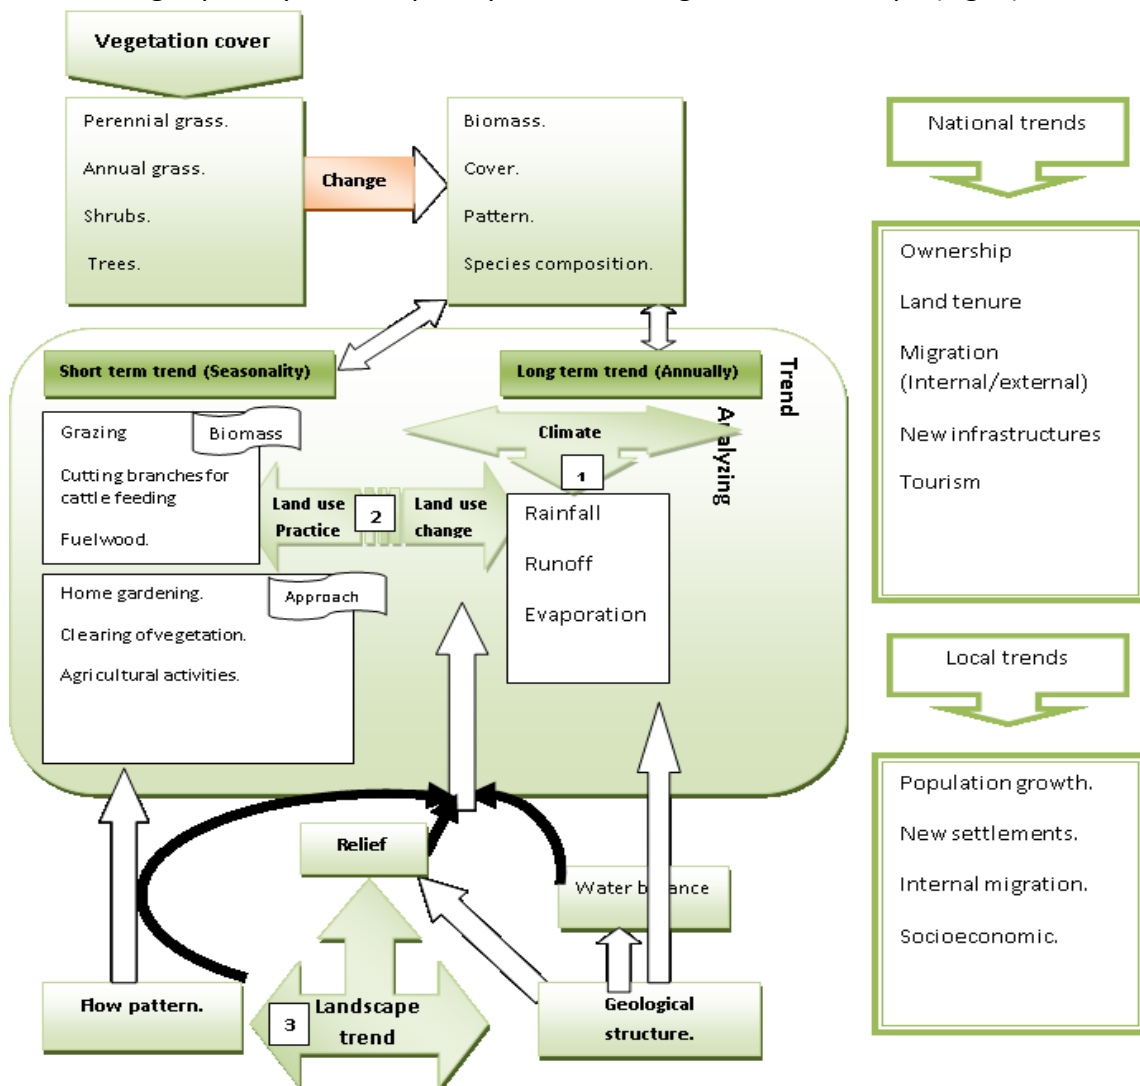 Vegetation cover
Perennial grass.
Annual grass.
Shrubs.
Trees.
Change
Biomass.
Cover.
Pattern.
Species composition.
National trends
Ownership
Land tenure
Migration
(Internal/external)
New infrastructures
Tourism
Short term trend (Seasonality)
Long term trend (Annually)
Trend
Analyzing
Grazing
Biomass
Cutting branches for
cattle feeding
Fuelwood.
Climate
1
Land use
Practice
2
Land use
change
Rainfall
Runoff
Evaporation
Home gardening.
Approach
Clearing of vegetation.
Agricultural activities.
Local trends
Population growth.
New settlements.
Internal migration.
Socioeconomic.
Relief
Water
Flow pattern.
3
Landscape
trend
Geological
structure.